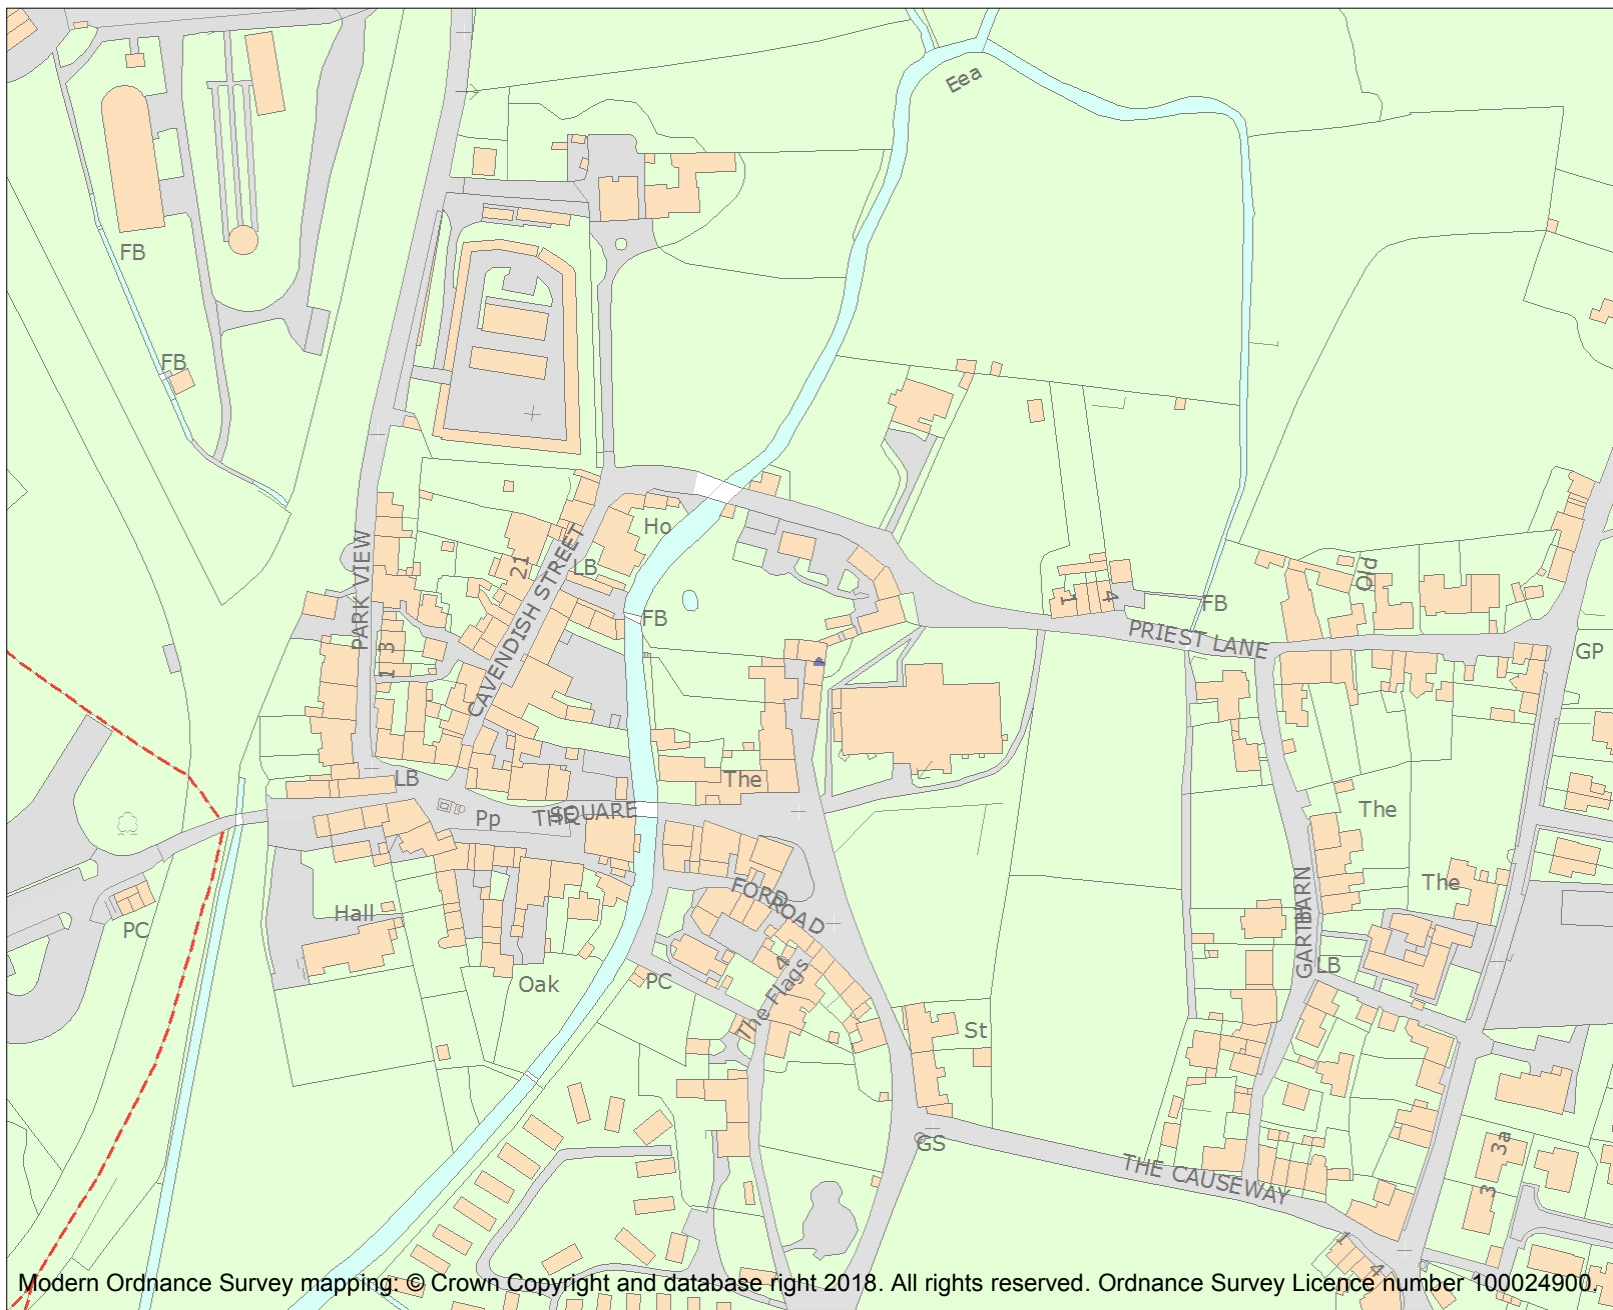 Eea
FB
FB
Ho
21
LB
PARK VIEW
CAVENDISH STREET
FB
1
4
FB
Old
PRIEST LANE
GP
1 3
The
LB
Pp
THE
SQUARE
The
FORD
ROAD
The
Hall
PC
GARTH
BARN
LB
Oak
PC
4
The Flags
St
GS
THE CAUSEWAY
3a
3
1
4
Modern Ordnance Survey mapping: © Crown Copyright and database right 2018. All rights reserved. Ordnance Survey Licence number 100024900.